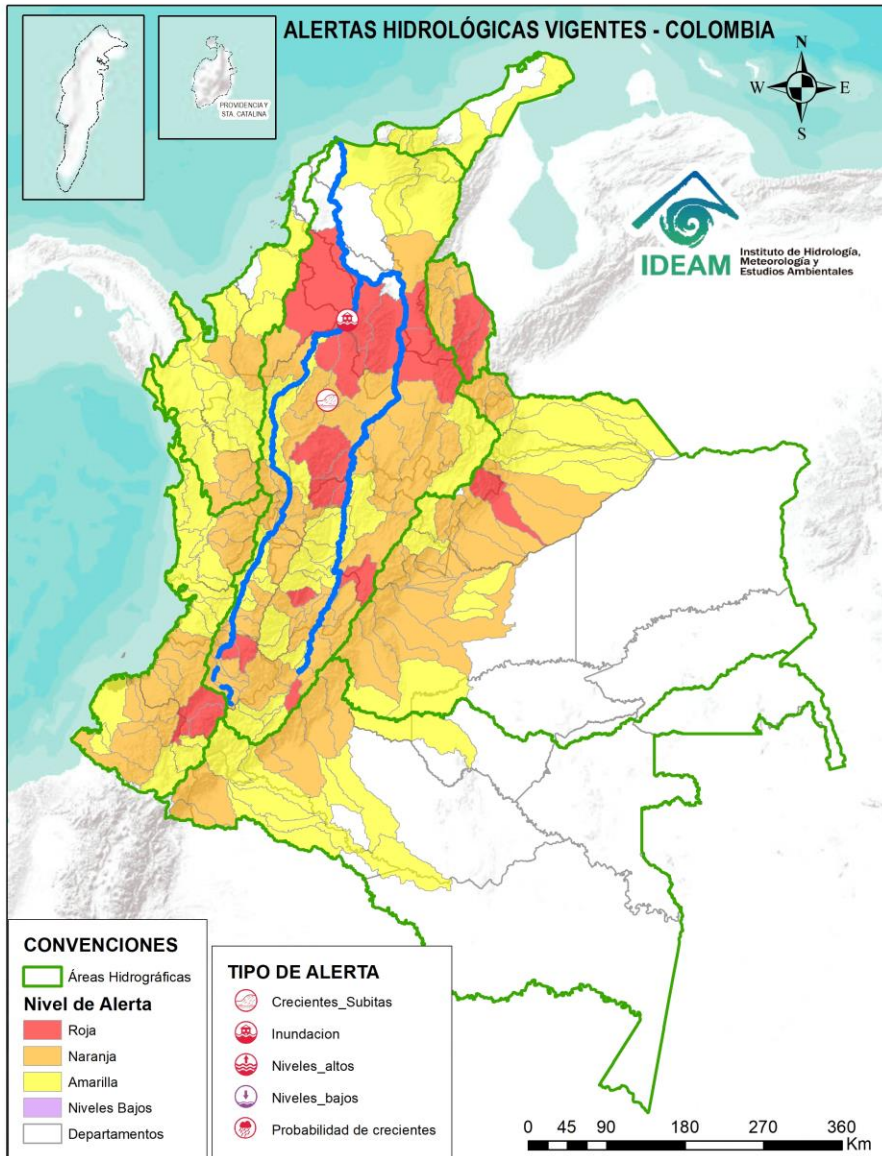 ALERTAS HIDROLÓGICAS VIGENTES - COLOMBIA
PROVIDENCIA Y
STA. CATALINA
N
W
E
S
IDEAM
Instituto de Hidrología,
Meteorología y
Estudios Ambientales
CONVENCIONES
Áreas Hidrográficas
Nivel de Alerta
Roja
Naranja
Amarilla
Niveles Bajos
Departamentos
TIPO DE ALERTA
Crecientes_Subitas
Inundacion
Niveles_altos
Niveles_bajos
Probabilidad de crecientes
0 45 90 180 270 360
Km